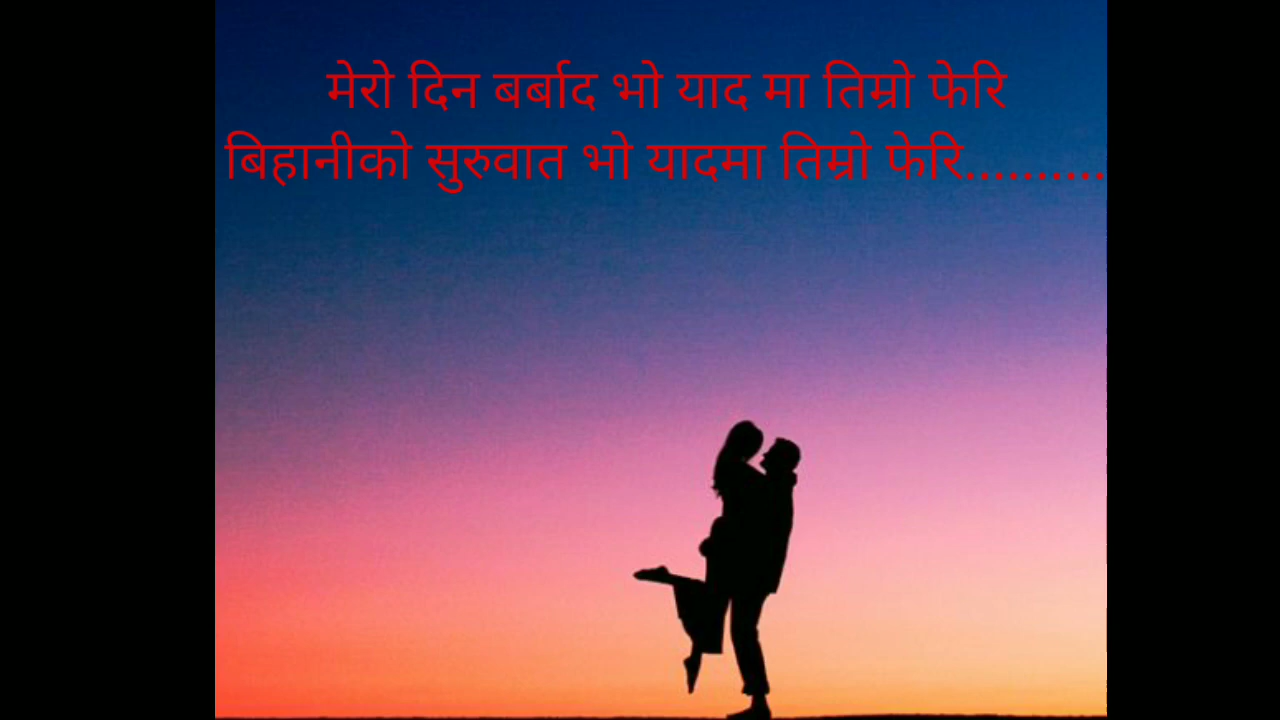 मेरो दिन बर्बाद भो याद मा तिम्रो फेरि
बिहानीको सुरुवात भो यादमा तिम्रो फेरि..........